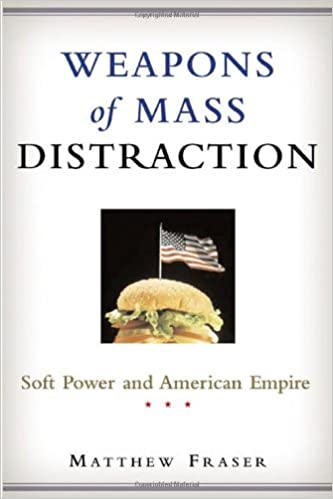 WEAPONS
of MASS
DISTRACTION
Soft Power and American Empire
MATTHEW FRASER